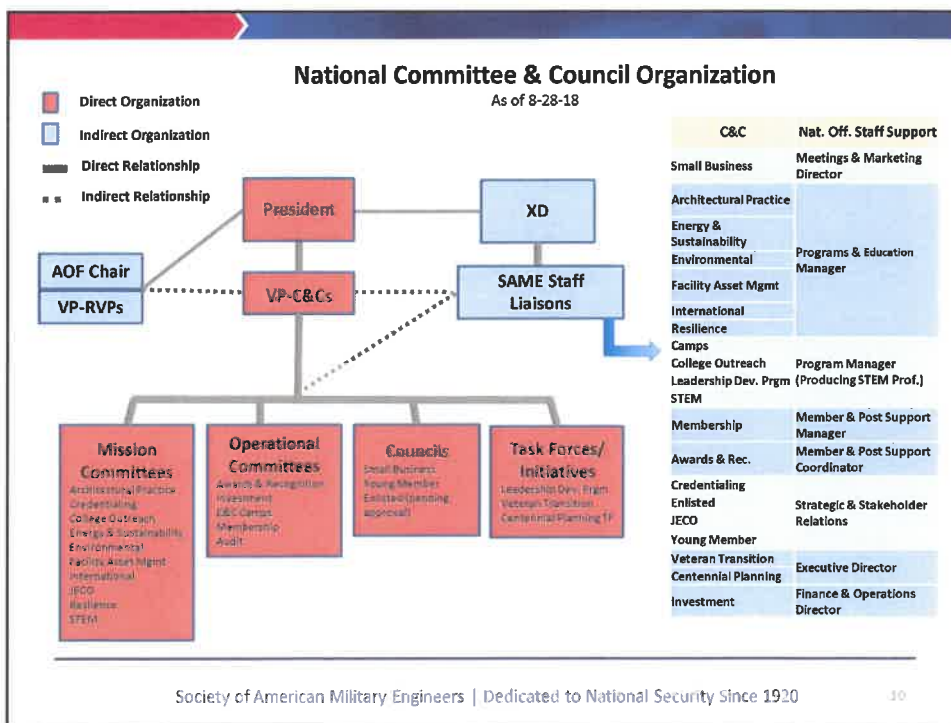 National Committee & Council Organization
As of 8-28-18
Direct Organization
Indirect Organization
Direct Relationship
Indirect Relationship
President
XD
AOF Chair
VP-RVPs
VP-C&Cs
SAME Staff
Liaisons
Mission
Committees
Architectural Practice
Credentialing
College Outreach
Energy & Sustainability
Environmental
Facility Asset Mgmt
International
JECO
Resilience
STEM
Operational
Committees
Awards & Recognition
Investment
E&C Camps
Membership
Audit
Councils
Small Business
Young Member
Enlisted (pending
approval)
Task Forces/
Initiatives
Leadership Dev. Prgm
Veteran Transition
Centennial Planning TF
C&C Nat. Off. Staff Support
Small Business Meetings & Marketing
Director
Architectural Practice
Energy &
Sustainability
Environmental
Facility Asset Mgmt
International
Resilience
Programs & Education
Manager
Camps
College Outreach
Leadership Dev. Prgm
STEM
Program Manager
(Producing STEM Prof.)
Membership Member & Post Support
Manager
Awards & Rec. Member & Post Support
Coordinator
Credentialing
Enlisted
JECO
Young Member
Strategic & Stakeholder
Relations
Veteran Transition
Centennial Planning
Executive Director
Investment Finance & Operations
Director
Society of American Military Engineers | Dedicated to National Security Since 1920
10